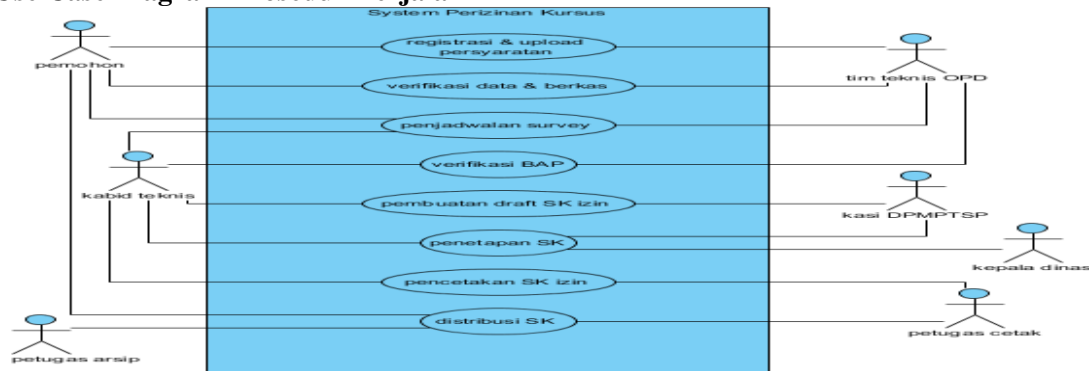 System Perizinan Kursus
pemohon
registrasi & upload
persyaratan
tim teknis OPD
verifikasi data & berkas
penjadwalan survey
kabid teknis
verifikasi BAP
pembuatan draft SK izin
kasi DPMPTSP
penetapan SK
kepala dinas
pencetakan SK izin
distribusi SK
petugas cetak
petugas arsip